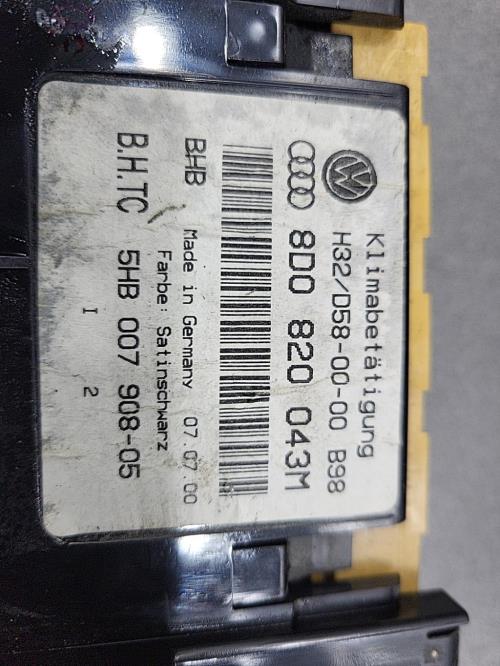 Klimabetätigung
H32/D58-00-00 B98
8D0 820 043M
BHB Made in Germany 07.07.00
Farbe: Satinschwarz
B.H.TC 5HB 007 908-05
I 2